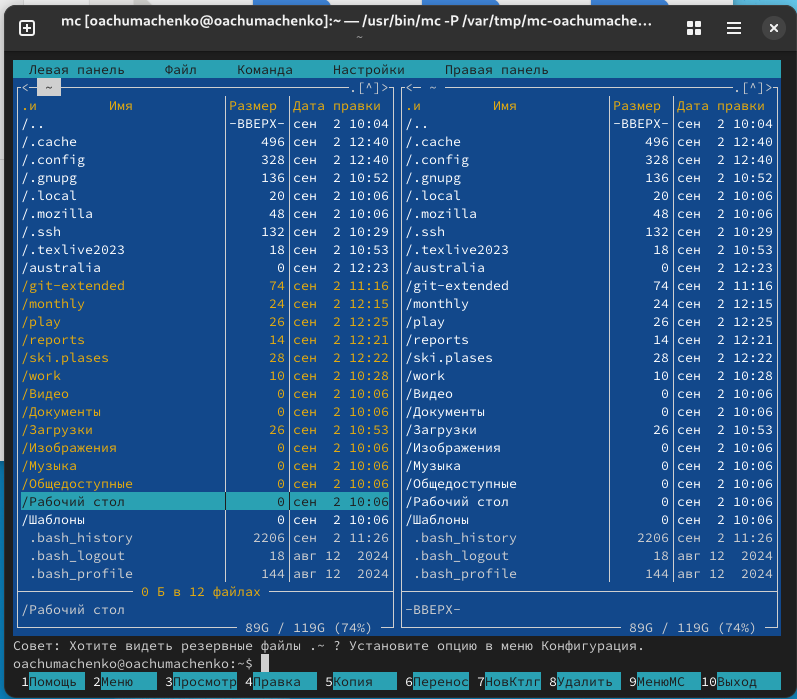 mc [oachumachenko@oachumachenko]:~ — /usr/bin/mc -P /var/tmp/mc-oachumache…
~
Левая панель Файл Команда Настройки Правая панель
<─ ~ .[^]> <─ ~ .[^]>
.и Имя Размер Дата правки .и Имя Размер Дата правки
/.. -ВВЕРХ- сен 2 10:04 /.. -ВВЕРХ- сен 2 10:04
/.cache 496 сен 2 12:40 /.cache 496 сен 2 12:40
/.config 328 сен 2 12:40 /.config 328 сен 2 12:40
/.gnupg 136 сен 2 10:52 /.gnupg 136 сен 2 10:52
/.local 20 сен 2 10:06 /.local 20 сен 2 10:06
/.mozilla 48 сен 2 10:06 /.mozilla 48 сен 2 10:06
/.ssh 132 сен 2 10:29 /.ssh 132 сен 2 10:29
/.texlive2023 18 сен 2 10:53 /.texlive2023 18 сен 2 10:53
/australia 0 сен 2 12:23 /australia 0 сен 2 12:23
/git-extended 74 сен 2 11:16 /git-extended 74 сен 2 11:16
/monthly 24 сен 2 12:15 /monthly 24 сен 2 12:15
/play 26 сен 2 12:25 /play 26 сен 2 12:25
/reports 14 сен 2 12:21 /reports 14 сен 2 12:21
/ski.plases 28 сен 2 12:22 /ski.plases 28 сен 2 12:22
/work 10 сен 2 10:28 /work 10 сен 2 10:28
/Видео 0 сен 2 10:06 /Видео 0 сен 2 10:06
/Документы 0 сен 2 10:06 /Документы 0 сен 2 10:06
/Загрузки 26 сен 2 10:53 /Загрузки 26 сен 2 10:53
/Изображения 0 сен 2 10:06 /Изображения 0 сен 2 10:06
/Музыка 0 сен 2 10:06 /Музыка 0 сен 2 10:06
/Общедоступные 0 сен 2 10:06 /Общедоступные 0 сен 2 10:06
/Рабочий стол 0 сен 2 10:06 /Рабочий стол 0 сен 2 10:06
/Шаблоны 0 сен 2 10:06 /Шаблоны 0 сен 2 10:06
.bash_history 2206 сен 2 11:26 .bash_history 2206 сен 2 11:26
.bash_logout 18 авг 12 2024 .bash_logout 18 авг 12 2024
.bash_profile 144 авг 12 2024 .bash_profile 144 авг 12 2024
0 Б в 12 файлах
/Рабочий стол -ВВЕРХ-
89G / 119G (74%) 89G / 119G (74%)
Совет: Хотите видеть резервные файлы .~ ? Установите опцию в меню Конфигурация.
oachumachenko@oachumachenko:~$
1Помощь 2Меню 3Просмотр 4Правка 5Копия 6Перенос 7НовКтлг 8Удалить 9МенюMC 10Выход